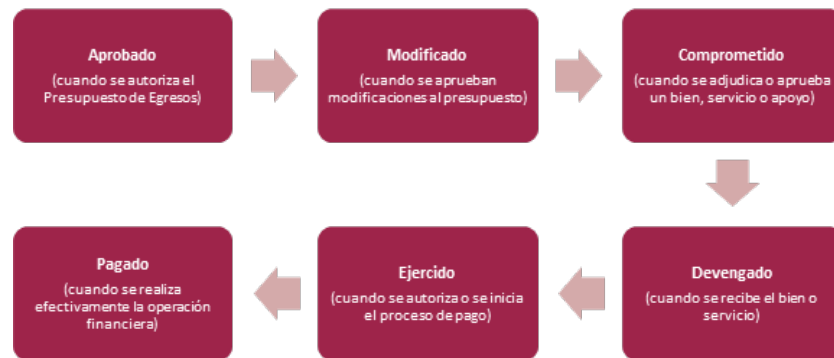 Aprobado
(cuando se autoriza el
Presupuesto de Egresos)
Modificado
(cuando se aprueban
modificaciones al presupuesto)
Comprometido
(cuando se adjudica o aprueba
un bien, servicio o apoyo)
Devengado
(cuando se recibe el bien o
servicio)
Ejercido
(cuando se autoriza o se inicia
el proceso de pago)
Pagado
(cuando se realiza
efectivamente la operación
financiera)